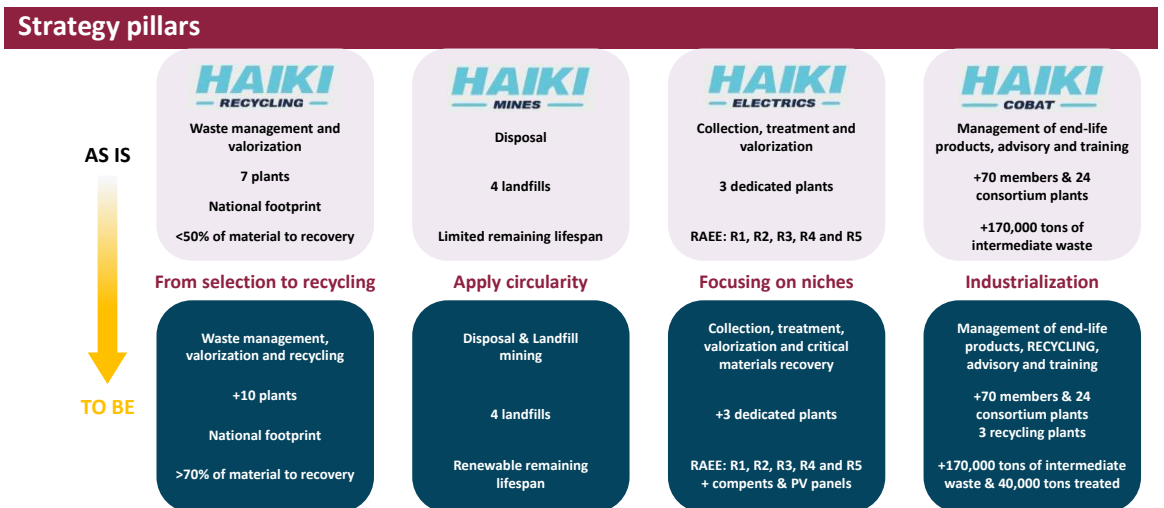 Strategy pillars
AS IS
TO BE
HAIKI
RECYCLING
Waste management and
valorization
7 plants
National footprint
<50% of material to recovery
From selection to recycling
Waste management,
valorization and recycling
+10 plants
National footprint
>70% of material to recovery
HAIKI
MINES
Disposal
4 landfills
Limited remaining lifespan
Apply circularity
Disposal & Landfill
mining
4 landfills
Renewable remaining
lifespan
HAIKI
ELECTRICS
Collection, treatment and
valorization
3 dedicated plants
RAEE: R1, R2, R3, R4 and R5
Focusing on niches
Collection, treatment,
valorization and critical
materials recovery
+3 dedicated plants
RAEE: R1, R2, R3, R4 and R5
+ compents & PV panels
HAIKI
COBAT
Management of end-life
products, advisory and training
+70 members & 24
consortium plants
+170,000 tons of
intermediate waste
Industrialization
Management of end-life
products, RECYCLING,
advisory and training
+70 members & 24
consortium plants
3 recycling plants
+170,000 tons of intermediate
waste & 40,000 tons treated